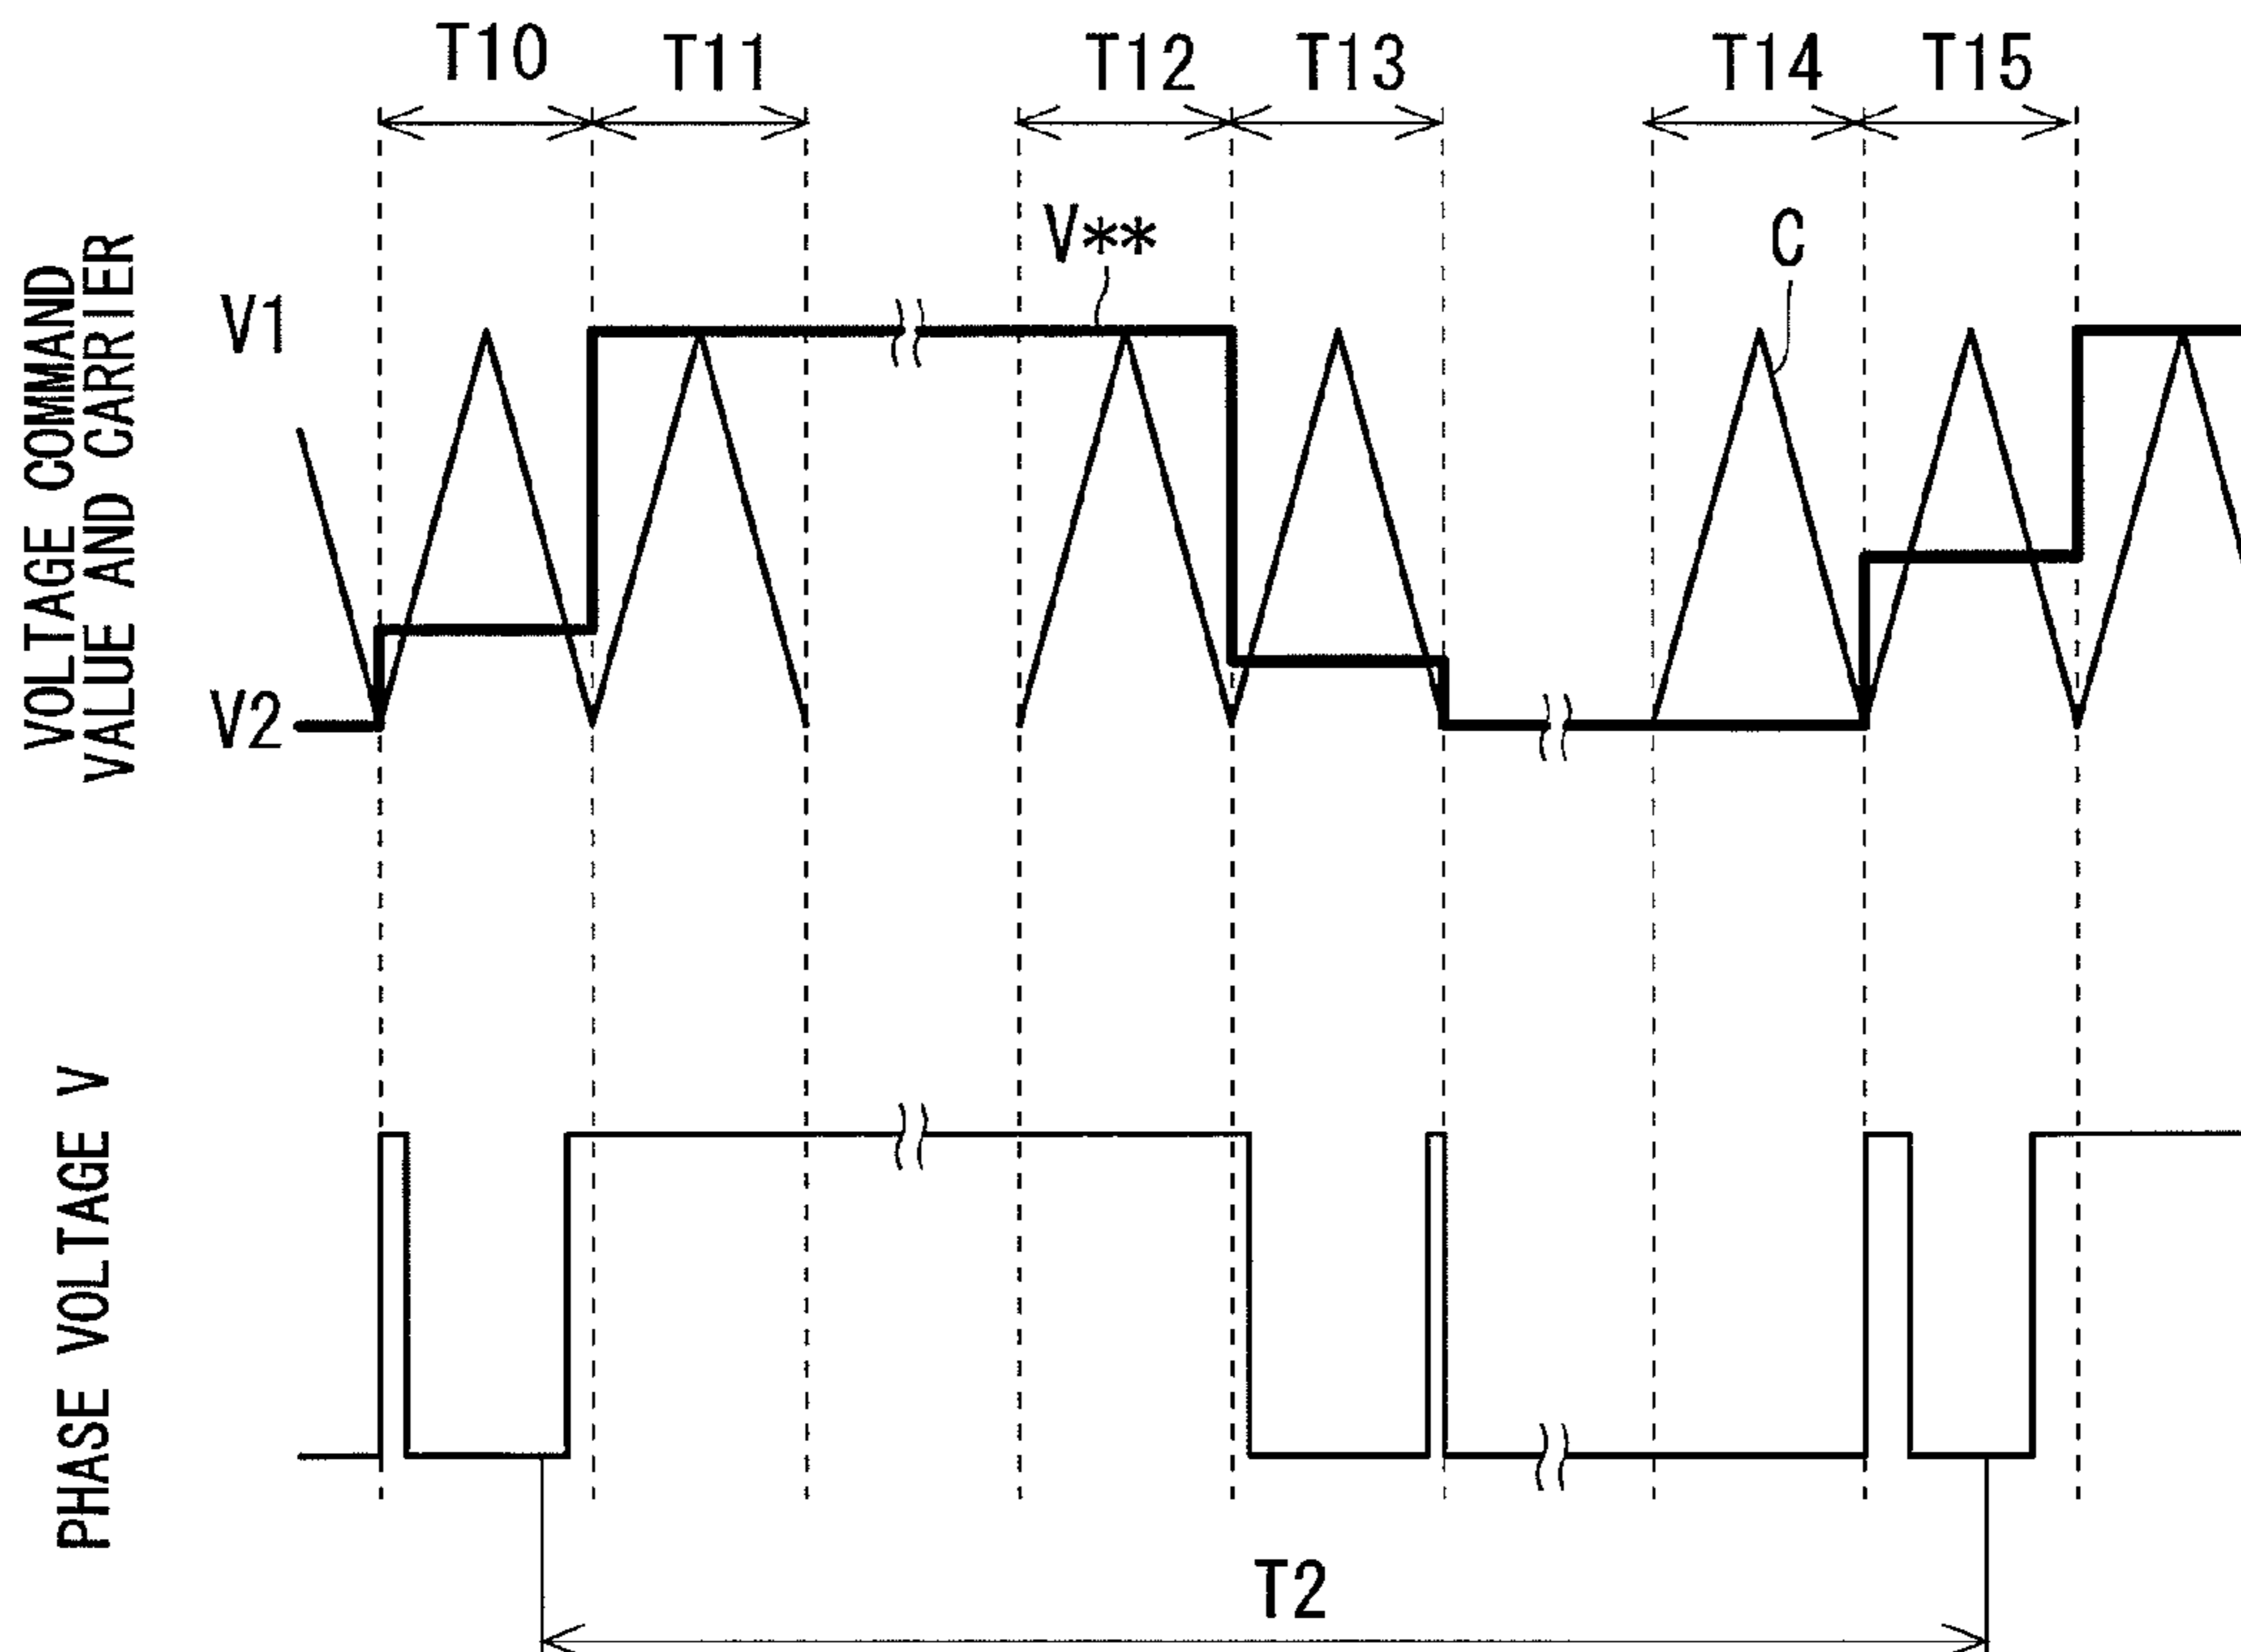 T10
T11
T12
T13
T14
T15
V**
C
V1
V2
VOLTAGE COMMAND
VALUE AND CARRIER
PHASE VOLTAGE V
T2